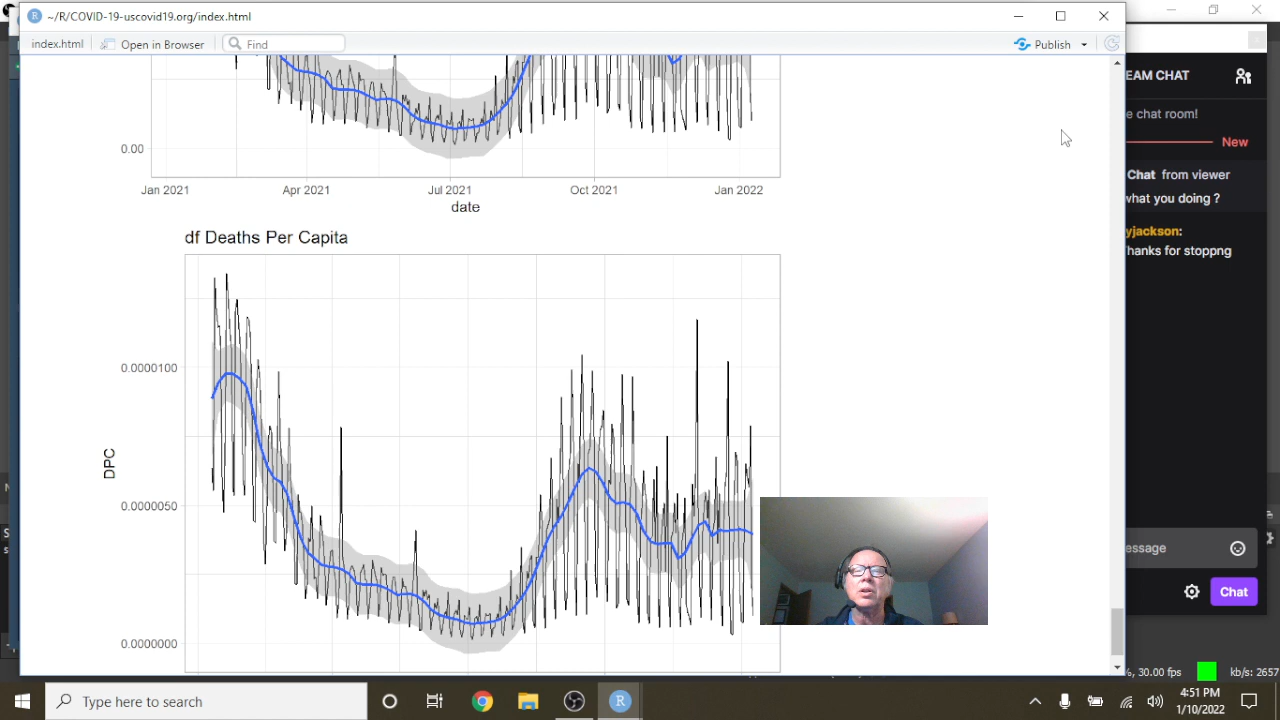 ~/R/COVID-19-uscovid19.org/index.html
index.html
Open in Browser
Find
Publish
EAM CHAT
e chat room!
New
Chat from viewer
what you doing ?
yjackson:
Thanks for stoppng
0.00
Jan 2021
Apr 2021
Jul 2021
Oct 2021
Jan 2022
date
df Deaths Per Capita
0.0000100
DPC
0.0000050
0.0000000
essage
Chat
%, 30.00 fps
kb/s: 2657
Type here to search
4:51 PM
1/10/2022